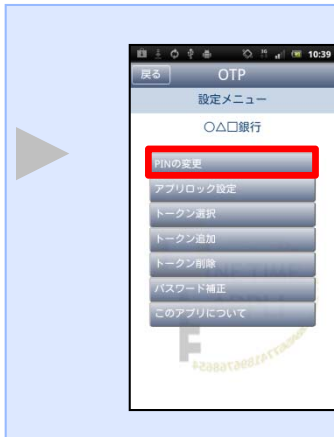 10:39
戻る OTP
設定メニュー
○△□銀行
PINの変更
アプリロック設定
トークン選択
トークン追加
トークン削除
パスワード補正
このアプリについて